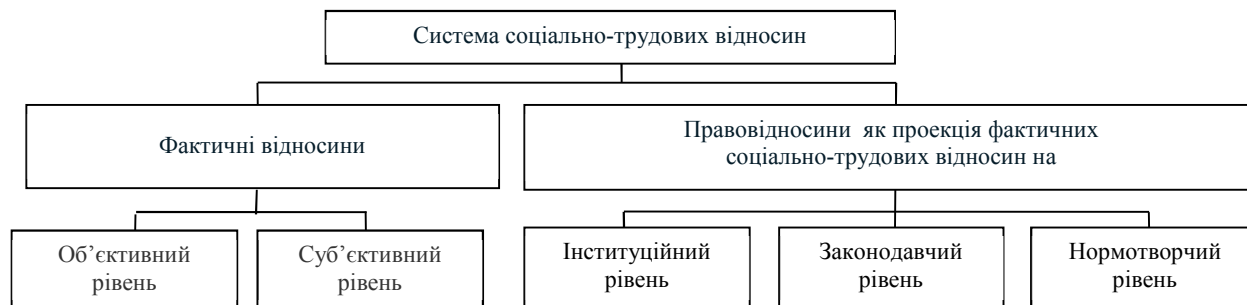 Система соціально-трудових відносин
Фактичні відносини
Правовідносини як проекція фактичних
соціально-трудових відносин на
Об’єктивний
рівень
Суб’єктивний
рівень
Інституційний
рівень
Законодавчий
рівень
Нормотворчий
рівень